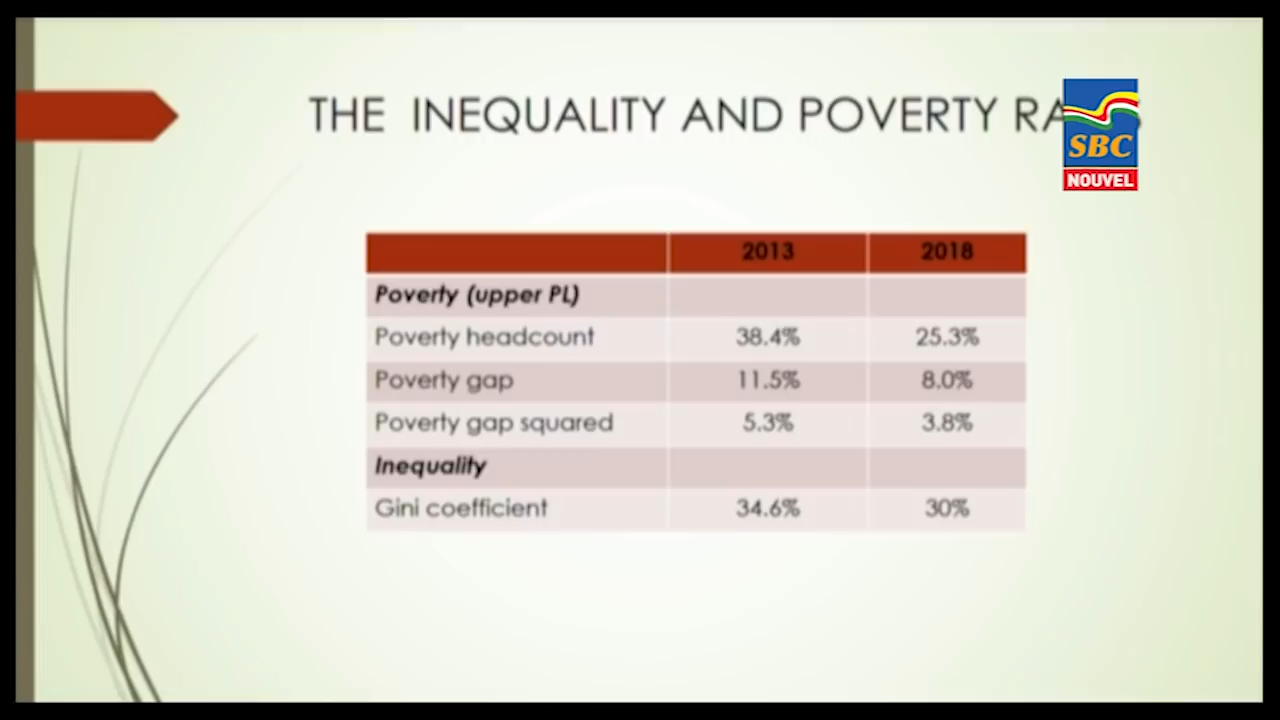 THE INEQUALITY AND POVERTY
SBC
NOUVEL
2013 2018
Poverty (upper PL)
Poverty headcount 38.4% 25.3%
Poverty gap 11.5% 8.0%
Poverty gap squared 5.3% 3.8%
Inequality
Gini coefficient 34.6% 30%